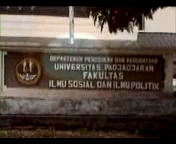 DEPARTEMEN PENDIDIKAN DAN KEBUDAYAAN
UNIVERSITAS PADJADJARAN
FAKULTAS
ILMU SOSIAL DAN ILMU POLITIK